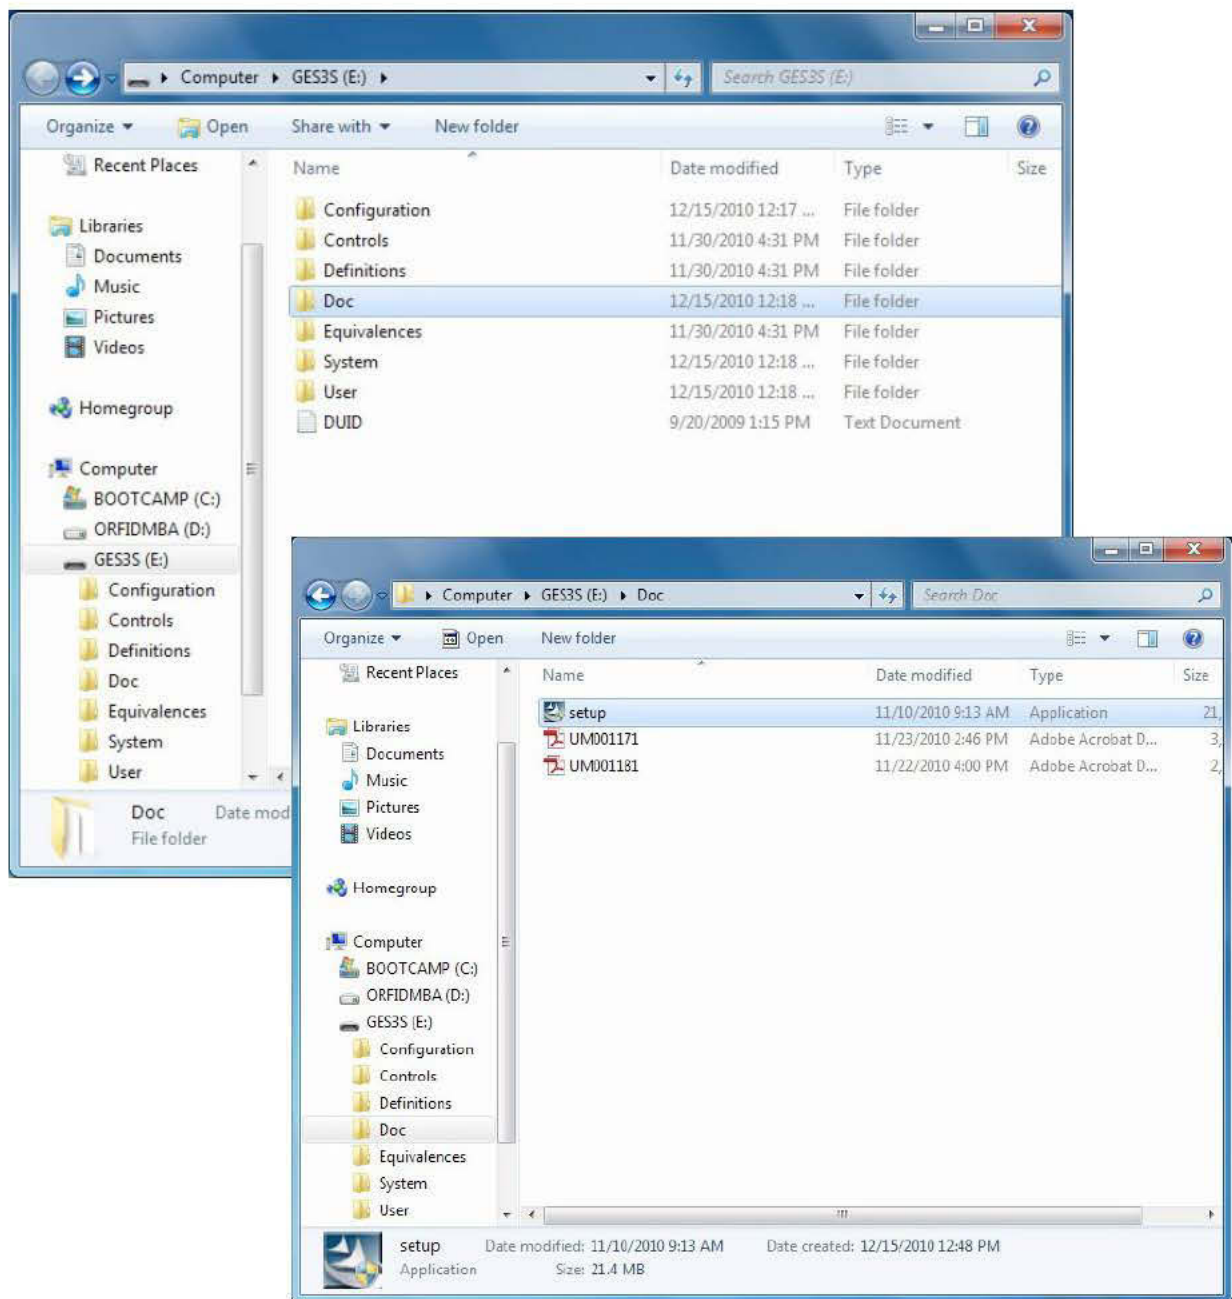 Computer ▸ GES3S (E:) ▸
Search GES3S (E:)
Organize Open Share with New folder
Name Date modified Type Size
Recent Places
Libraries
Documents
Music
Pictures
Videos
Homegroup
Computer
BOOTCAMP (C:)
ORFIDMBA (D:)
GES3S (E:)
Configuration
Controls
Definitions
Doc
Equivalences
System
User
Configuration 12/15/2010 12:17 ... File folder
Controls 11/30/2010 4:31 PM File folder
Definitions 11/30/2010 4:31 PM File folder
Doc 12/15/2010 12:18 ... File folder
Equivalences 11/30/2010 4:31 PM File folder
System 12/15/2010 12:18 ... File folder
User 12/15/2010 12:18 ... File folder
DUID 9/20/2009 1:15 PM Text Document
Doc Date mod
File folder
Computer ▸ GES3S (E:) ▸ Doc
Search Doc
Organize Open New folder
Name Date modified Type Size
Recent Places
Libraries
Documents
Music
Pictures
Videos
Homegroup
Computer
BOOTCAMP (C:)
ORFIDMBA (D:)
GES3S (E:)
Configuration
Controls
Definitions
Doc
Equivalences
System
User
setup 11/10/2010 9:13 AM Application 21,
UM001171 11/23/2010 2:46 PM Adobe Acrobat D... 3,
UM001181 11/22/2010 4:00 PM Adobe Acrobat D... 2,
setup Date modified: 11/10/2010 9:13 AM Date created: 12/15/2010 12:48 PM
Application Size: 21.4 MB